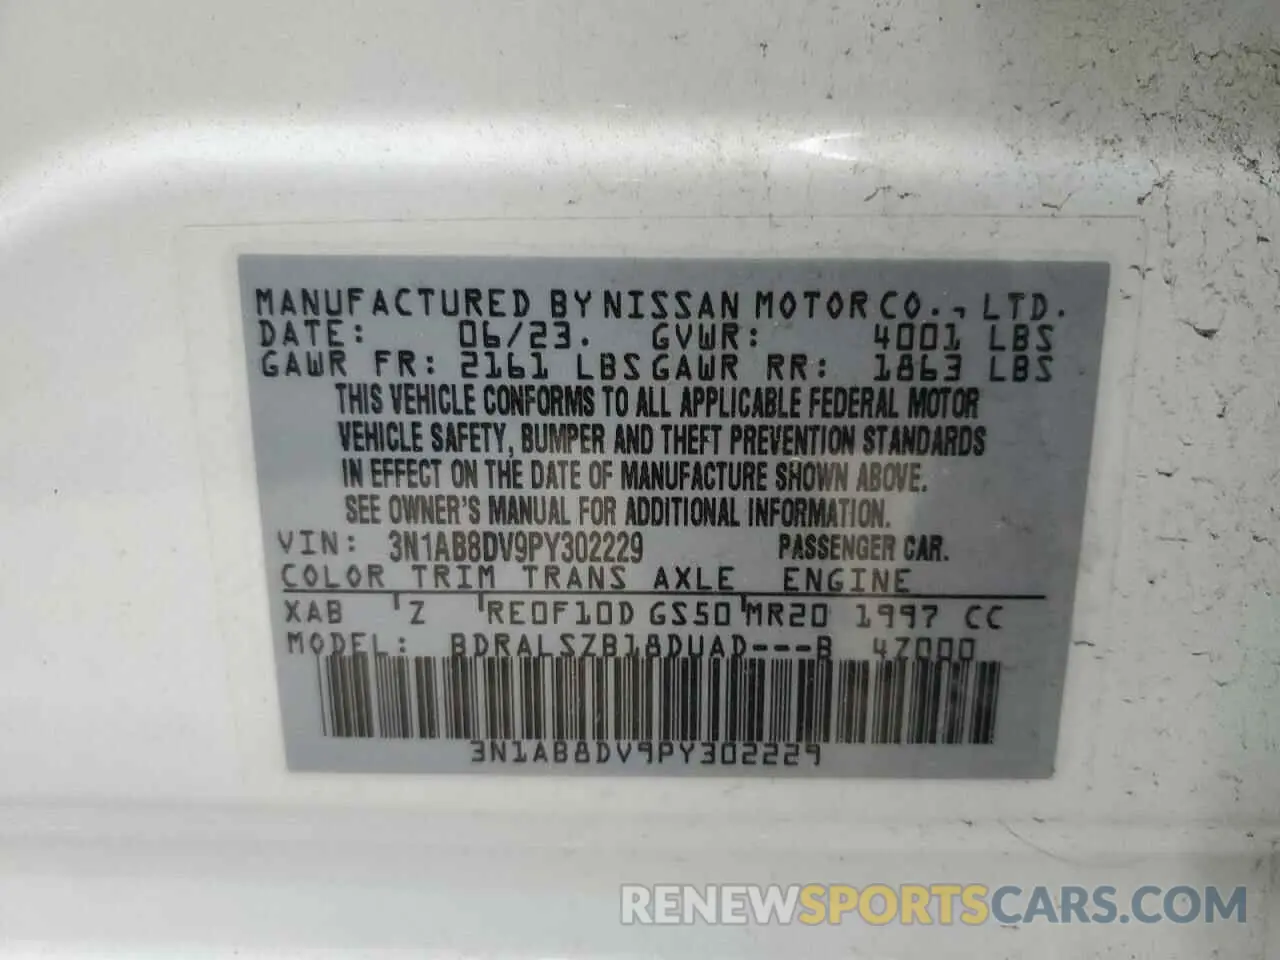 MANUFACTURED BY NISSAN MOTOR CO., LTD.
DATE: 06/23. GVWR: 4001 LBS
GAWR FR: 2161 LBS GAWR RR: 1863 LBS
THIS VEHICLE CONFORMS TO ALL APPLICABLE FEDERAL MOTOR
VEHICLE SAFETY, BUMPER AND THEFT PREVENTION STANDARDS
IN EFFECT ON THE DATE OF MANUFACTURE SHOWN ABOVE.
SEE OWNER'S MANUAL FOR ADDITIONAL INFORMATION.
VIN: 3N1AB8DV9PY302229 PASSENGER CAR.
COLOR TRIM TRANS AXLE ENGINE
XAB Z RE0F10D GS50 MR20 1997 CC
MODEL: BDRALSZB18DUAD---B 47000
3N1AB8DV9PY302229
RENEWSPORTSCARS.COM